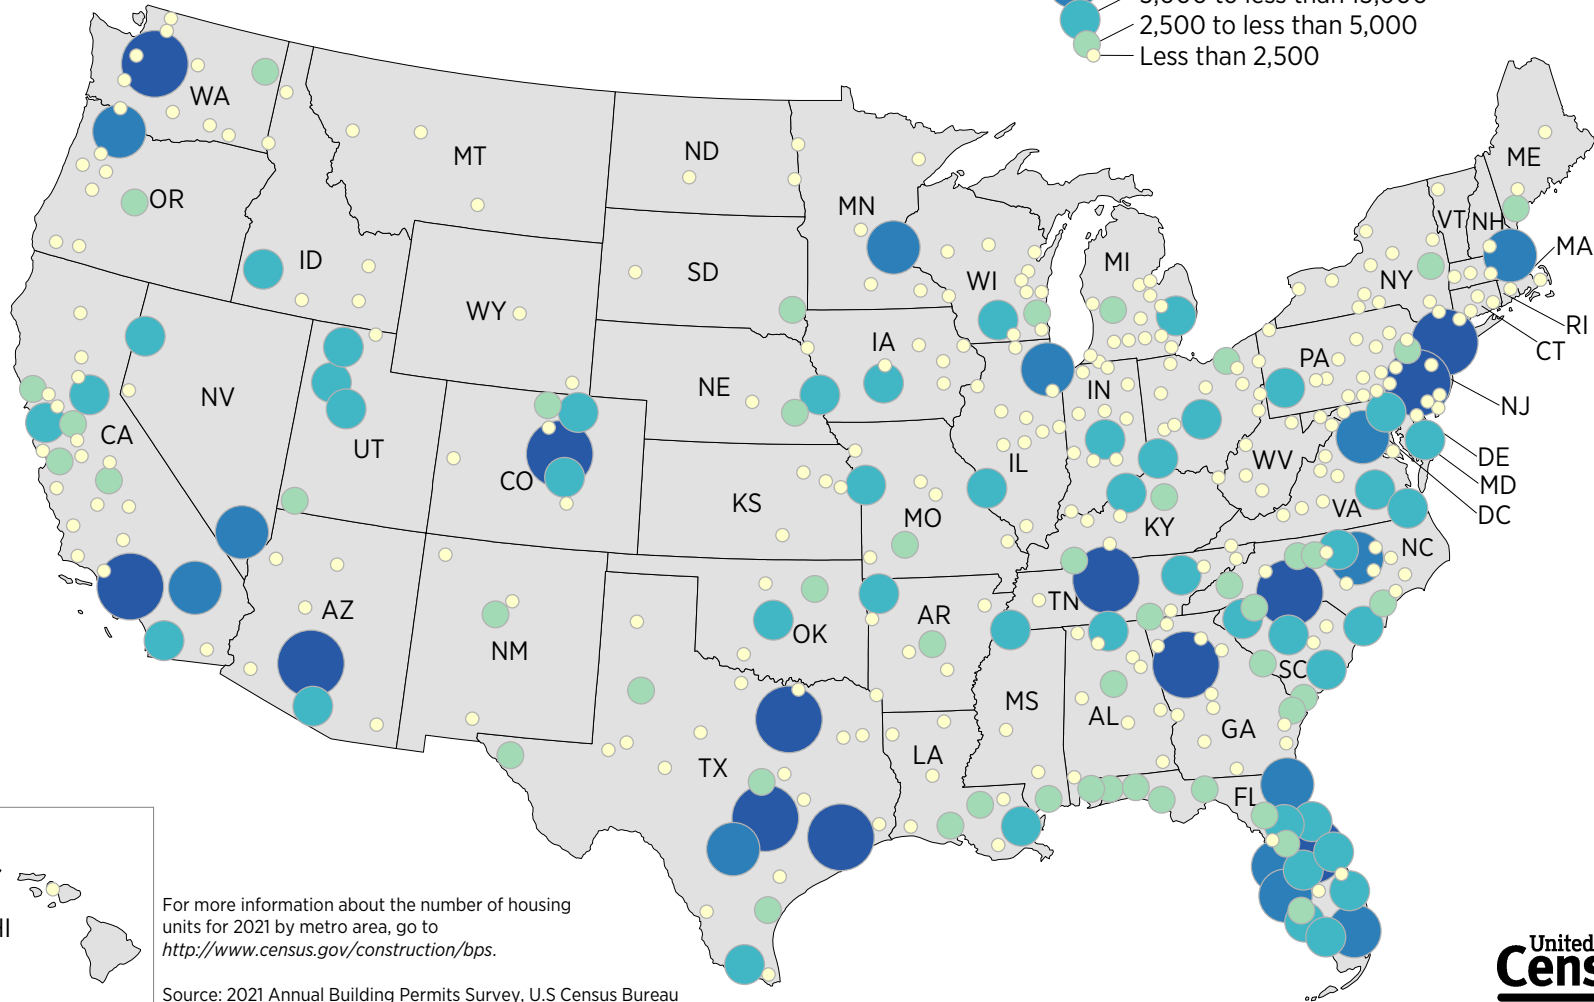 2,500 to less than 5,000
Less than 2,500
WA
MT
ND
MN
ME
VT
NH
MA
OR
ID
SD
WI
MI
NY
WY
RI
CT
IA
PA
NE
IN
NJ
NV
UT
CA
CO
IL
WV
DE
MD
DC
KS
MO
KY
VA
NC
AZ
NM
OK
AR
TN
SC
MS
AL
GA
TX
LA
FL
For more information about the number of housing
units for 2021 by metro area, go to
http://www.census.gov/construction/bps.
Source: 2021 Annual Building Permits Survey, U.S Census Bureau
United